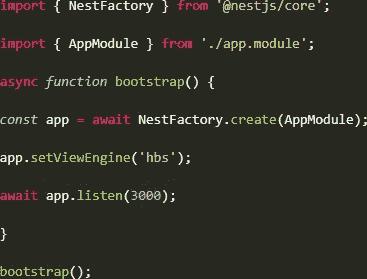 import { NestFactory } from '@nestjs/core';
import { AppModule } from './app.module';
async function bootstrap() {
const app = await NestFactory.create(AppModule);
app.setViewEngine('hbs');
await app.listen(3000);
}
bootstrap();